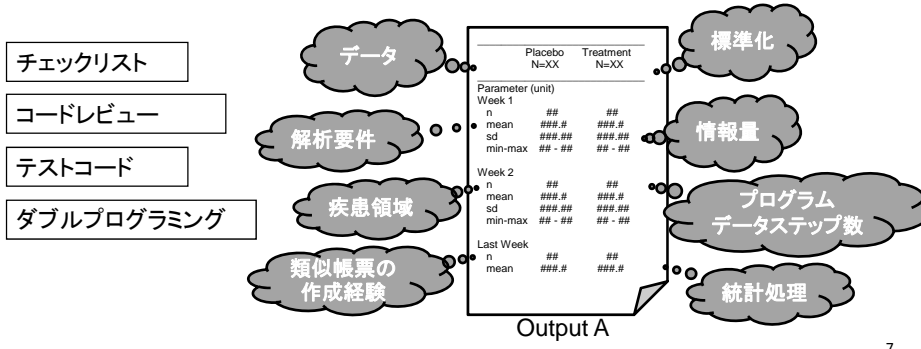 チェックリスト
コードレビュー
テストコード
ダブルプログラミング
データ
解析要件
疾患領域
類似帳票の
作成経験
Placebo Treatment
N=XX N=XX
Parameter (unit)
Week 1
n ## ##
mean ###.# ###.#
sd ###.## ###.##
min-max ## - ## ## - ##
Week 2
n ## ##
mean ###.# ###.#
sd ###.## ###.##
min-max ## - ## ## - ##
Last Week
n ## ##
mean ###.# ###.#
Output A
標準化
情報量
プログラム
データステップ数
統計処理
7